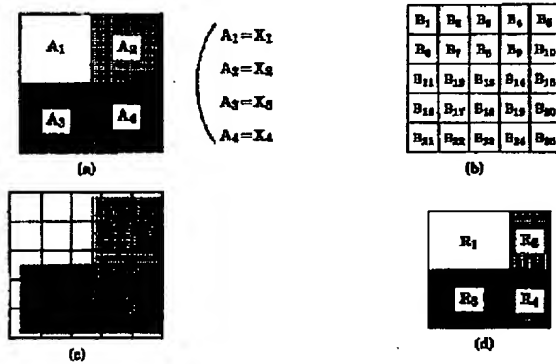 A₁
A₂
A₃
A₄
(a)
A₁=X₁
A₂=X₂
A₃=X₃
A₄=X₄
B₁ B₂ B₃ B₄ B₅
B₆ B₇ B₈ B₉ B₁₀
B₁₁ B₁₂ B₁₃ B₁₄ B₁₅
B₁₆ B₁₇ B₁₈ B₁₉ B₂₀
B₂₁ B₂₂ B₂₃ B₂₄ B₂₅
(b)
(c)
R₁
R₃
R₄
(d)